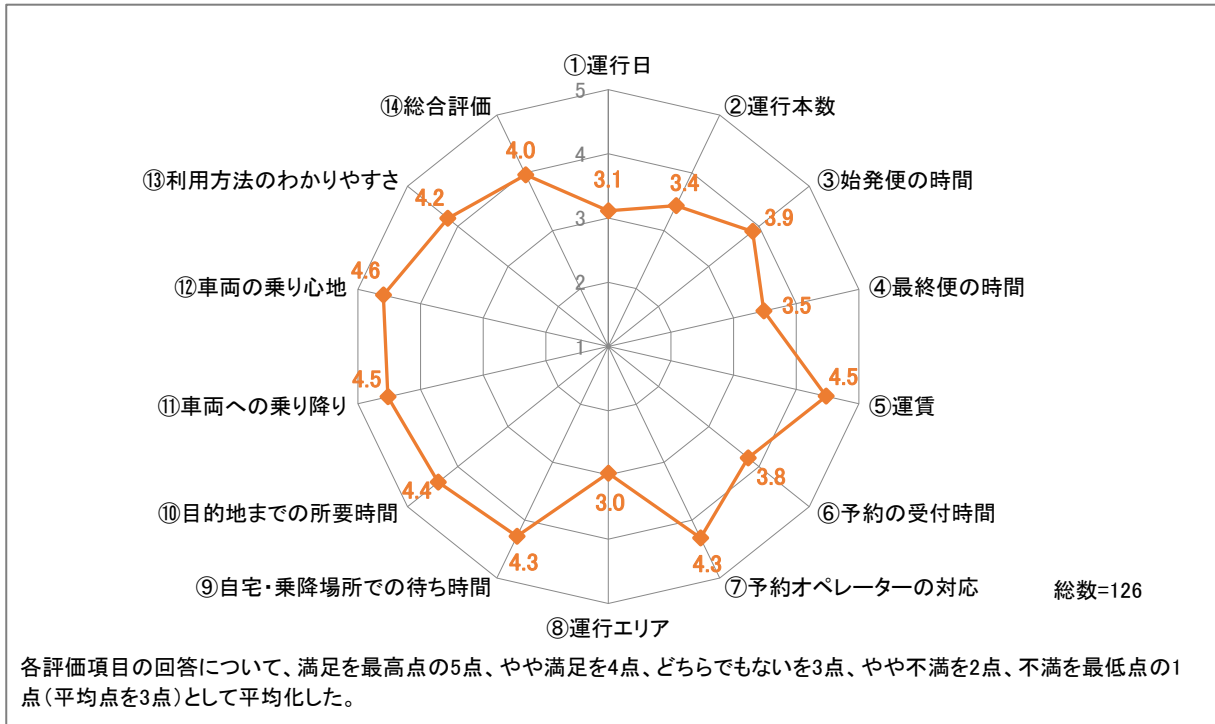 ①運行日
5
⑭総合評価
②運行本数
4.0
4
3.1
3.4
⑬利用方法のわかりやすさ
4.2
③始発便の時間
3.9
3
4.6
⑫車両の乗り心地
2
④最終便の時間
3.5
1
4.5
⑪車両への乗り降り
4.5
⑤運賃
4.4
3.8
⑩目的地までの所要時間
3.0
⑥予約の受付時間
4.3
4.3
⑨自宅・乗降場所での待ち時間
⑦予約オペレーターの対応
総数=126
⑧運行エリア
各評価項目の回答について、満足を最高点の5点、やや満足を4点、どちらでもないを3点、やや不満を2点、不満を最低点の1
点(平均点を3点)として平均化した。